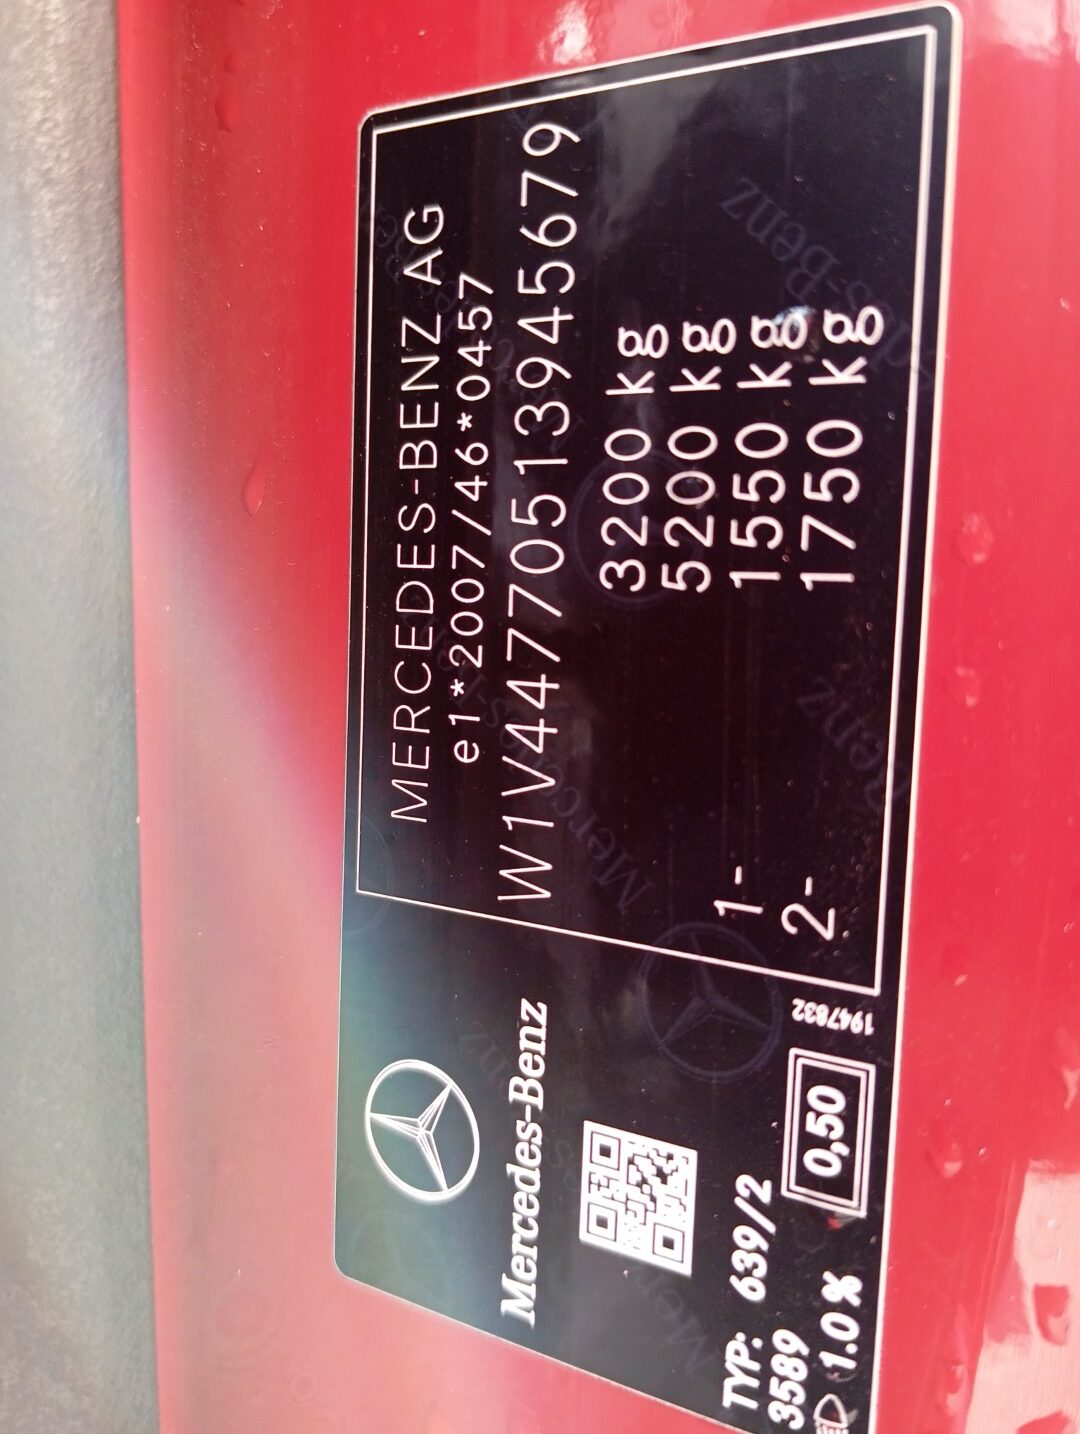 MERCEDES-BENZ AG
e1*2007/46*0457
W1V44770513945679
3200 kg
5200 kg
1- 1550 kg
2- 1750 kg
Mercedes-Benz
TYP: 639/2
3589
1.0 %
0,50
1947832